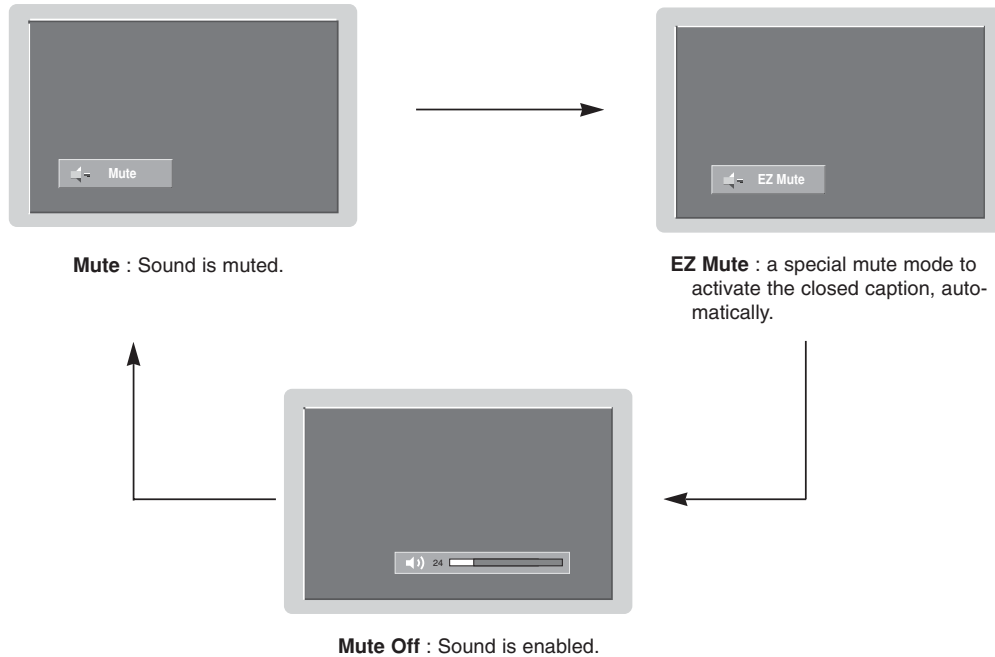 Mute
EZ Mute
Mute : Sound is muted.
EZ Mute : a special mute mode to
activate the closed caption, auto-
matically.
24
Mute Off : Sound is enabled.